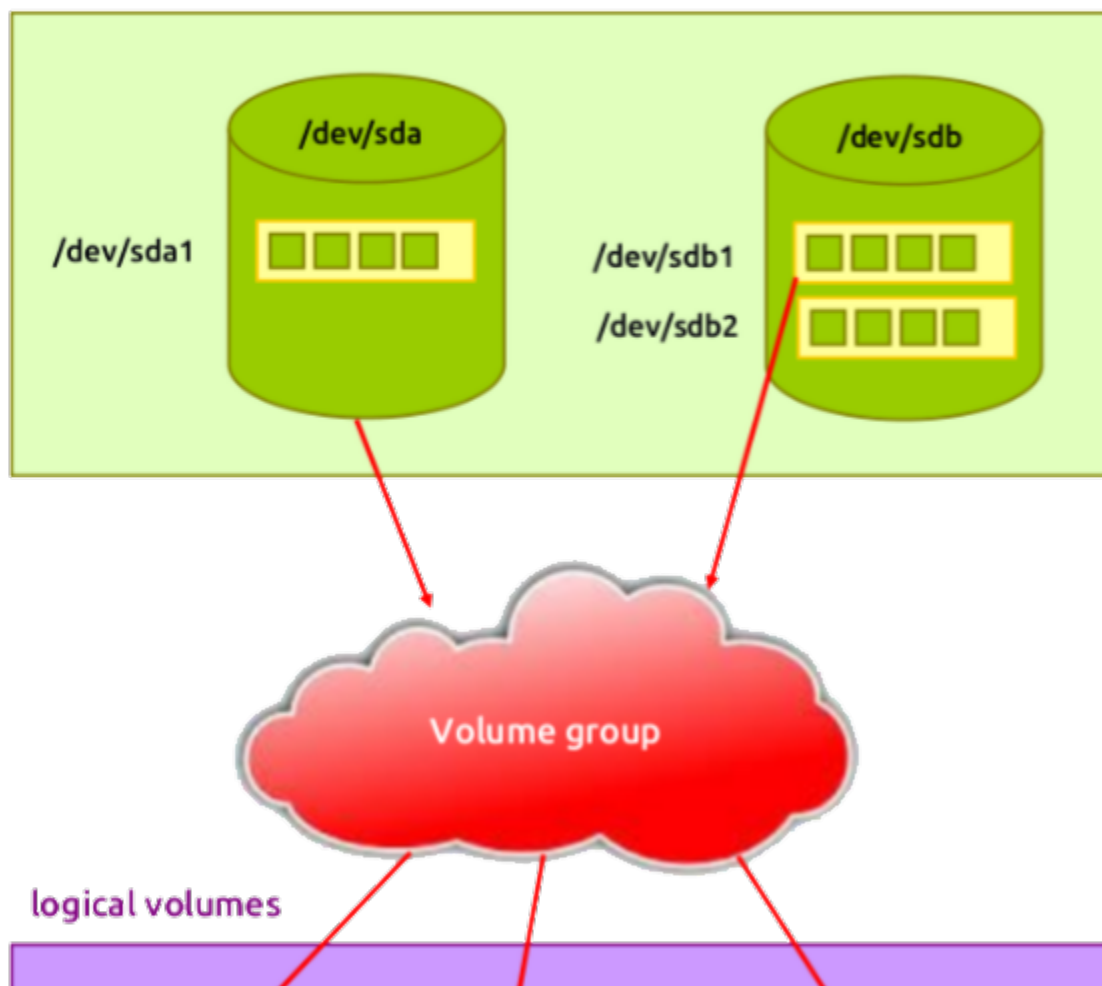 /dev/sda
/dev/sdb
/dev/sda1
/dev/sdb1
/dev/sdb2
Volume group
logical volumes